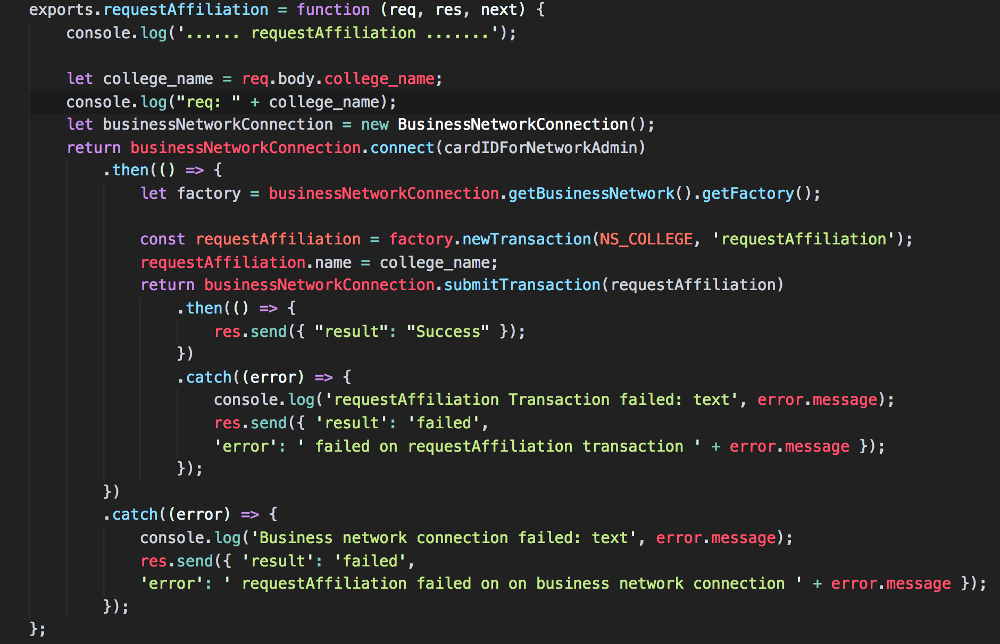 exports.requestAffiliation = function (req, res, next) {
    console.log('...... requestAffiliation .......');

    let college_name = req.body.college_name;
    console.log("req: " + college_name);
    let businessNetworkConnection = new BusinessNetworkConnection();
    return businessNetworkConnection.connect(cardIDForNetworkAdmin)
        .then(() => {
            let factory = businessNetworkConnection.getBusinessNetwork().getFactory();

            const requestAffiliation = factory.newTransaction(NS_COLLEGE, 'requestAffiliation');
            requestAffiliation.name = college_name;
            return businessNetworkConnection.submitTransaction(requestAffiliation)
                .then(() => {
                    res.send({ "result": "Success" });
                })
                .catch((error) => {
                    console.log('requestAffiliation Transaction failed: text', error.message);
                    res.send({ 'result': 'failed',
                    'error': ' failed on requestAffiliation transaction ' + error.message });
                });
        })
        .catch((error) => {
            console.log('Business network connection failed: text', error.message);
            res.send({ 'result': 'failed',
            'error': ' requestAffiliation failed on on business network connection ' + error.message });
        });
};